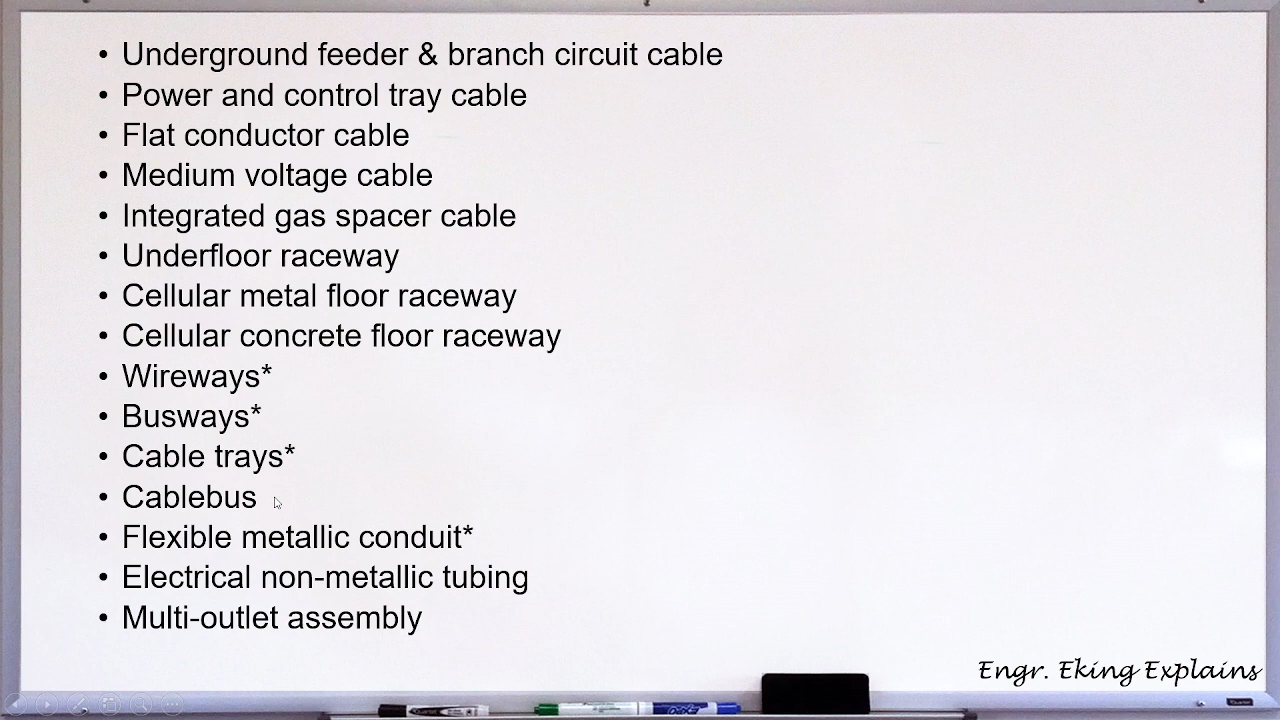 • Underground feeder & branch circuit cable
• Power and control tray cable
• Flat conductor cable
• Medium voltage cable
• Integrated gas spacer cable
• Underfloor raceway
• Cellular metal floor raceway
• Cellular concrete floor raceway
• Wireways*
• Busways*
• Cable trays*
• Cablebus
• Flexible metallic conduit*
• Electrical non-metallic tubing
• Multi-outlet assembly
Engr. Eking Explains